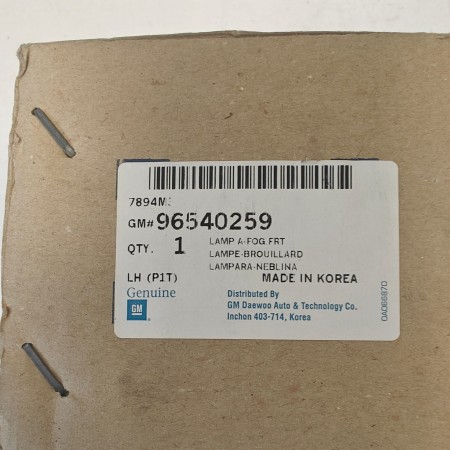 7894M
GM# 96540259
QTY. 1
LAMP A-FOG,FRT
LAMPE-BROUILLARD
LAMPARA-NEBLINA
LH (P1T) MADE IN KOREA
Genuine
GM
Distributed By
GM Daewoo Auto & Technology Co.
Inchon 403-714, Korea
OA066870